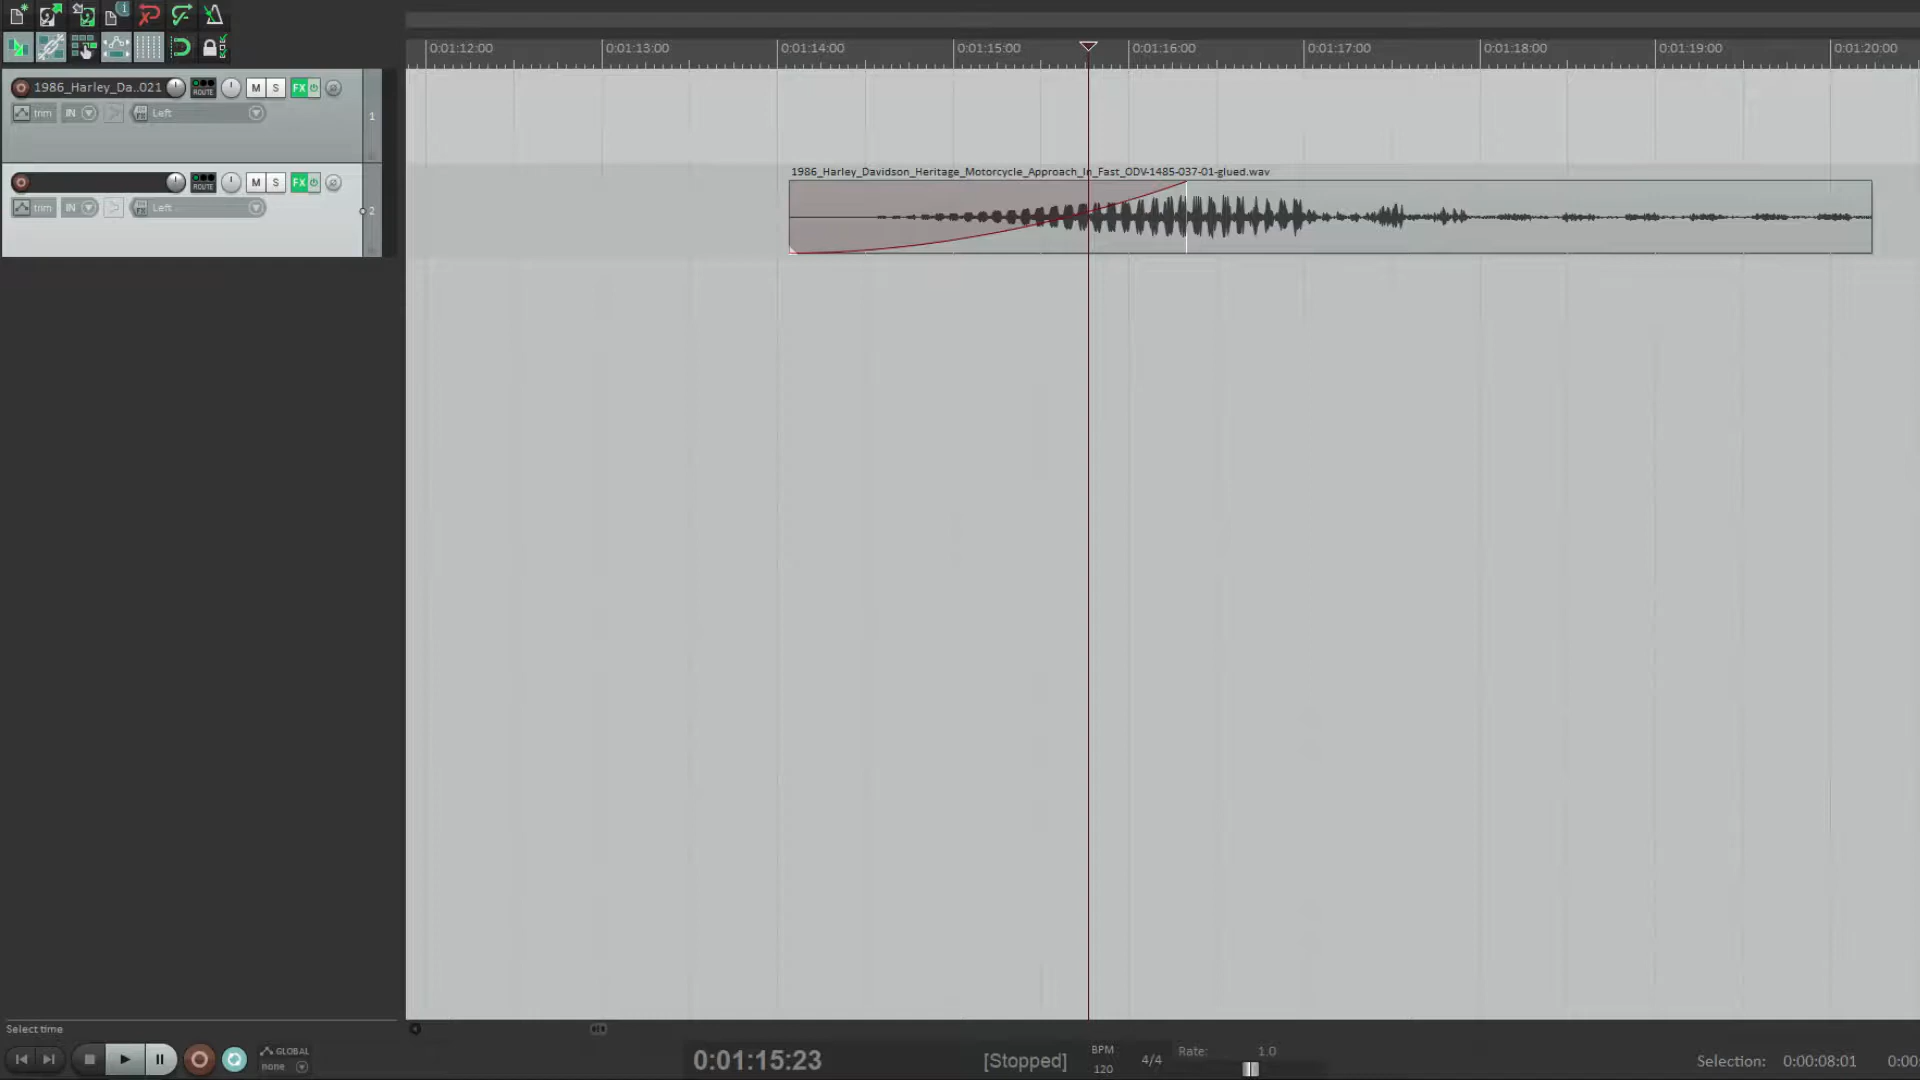 0:01:12:00 0:01:13:00 0:01:14:00 0:01:15:00 0:01:16:00 0:01:17:00 0:01:18:00 0:01:19:00 0:01:20:00
1986_Harley_Da..021 ROUTE M S FX
trim IN FX Left
1
1986_Harley_Davidson_Heritage_Motorcycle_Approach_In_Fast_ODV-1485-037-01-glued.wav
ROUTE M S FX
trim IN FX Left
2
Select time
GLOBAL
none
0:01:15:23
[Stopped]
BPM
120
4/4
Rate: 1.0
Selection: 0:00:08:01 0:00